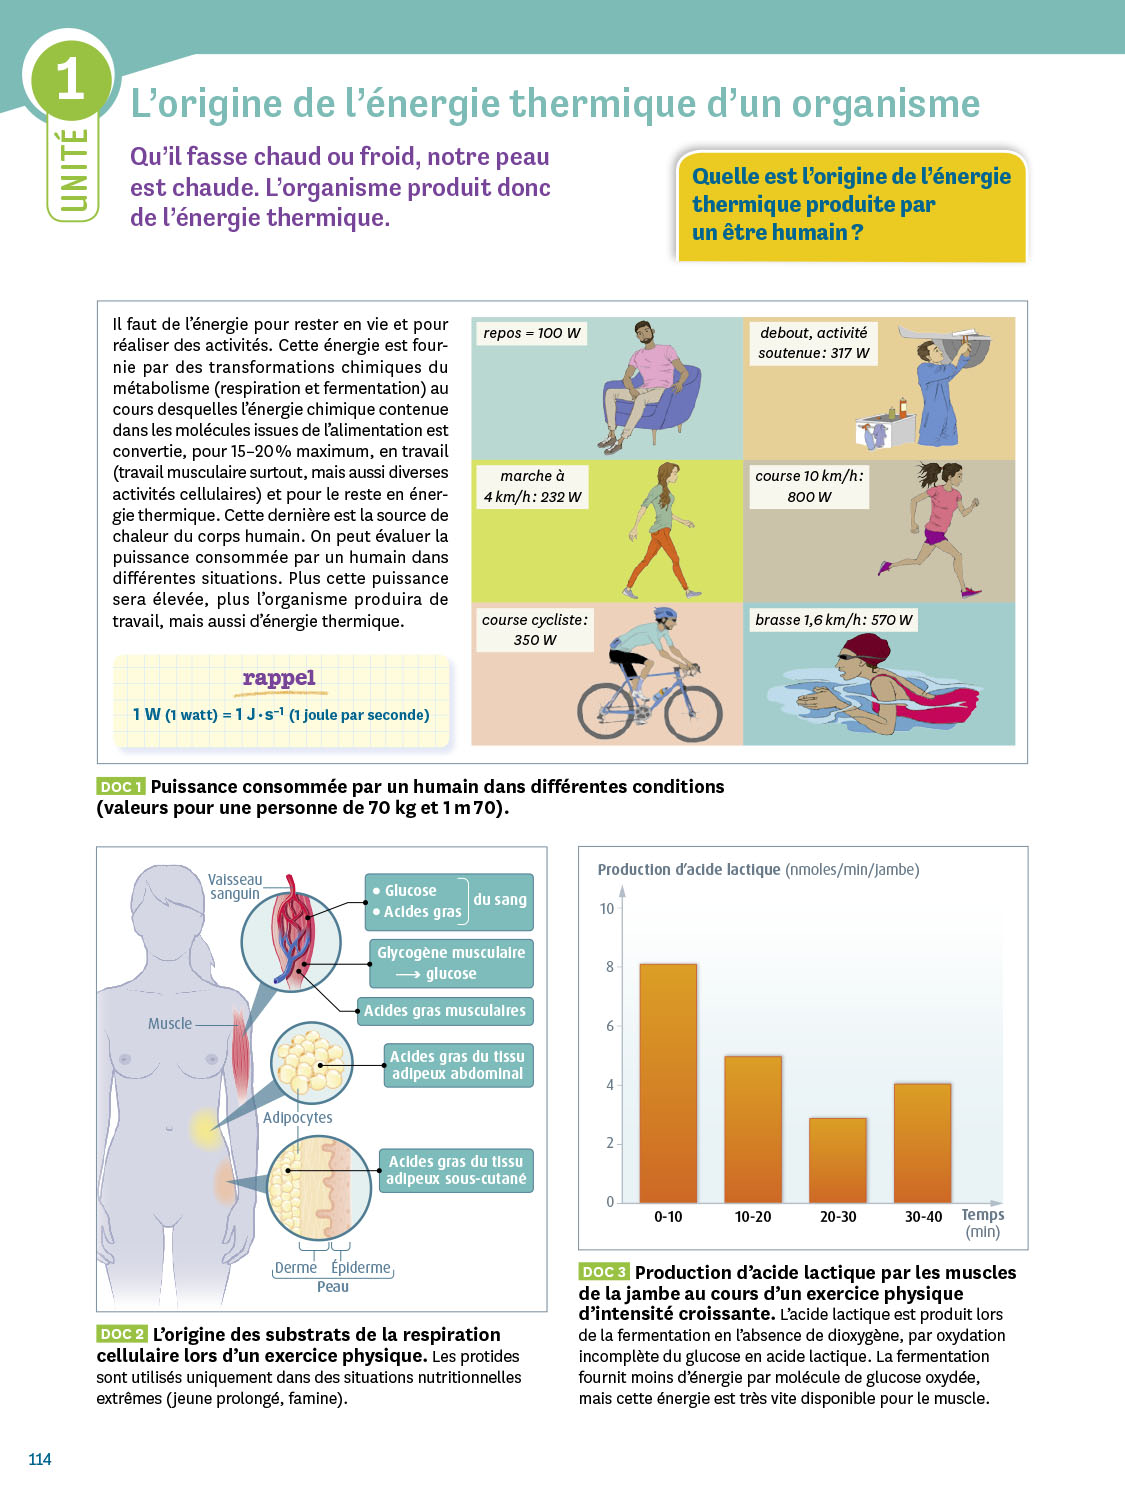 1
UNITÉ
L’origine de l’énergie thermique d’un organisme
Qu’il fasse chaud ou froid, notre peau
est chaude. L’organisme produit donc
de l’énergie thermique.
Quelle est l’origine de l’énergie
thermique produite par
un être humain ?
Il faut de l’énergie pour rester en vie et pour
réaliser des activités. Cette énergie est four-
nie par des transformations chimiques du
métabolisme (respiration et fermentation) au
cours desquelles l’énergie chimique contenue
dans les molécules issues de l’alimentation est
convertie, pour 15–20 % maximum, en travail
(travail musculaire surtout, mais aussi diverses
activités cellulaires) et pour le reste en éner-
gie thermique. Cette dernière est la source de
chaleur du corps humain. On peut évaluer la
puissance consommée par un humain dans
différentes situations. Plus cette puissance
sera élevée, plus l’organisme produira de
travail, mais aussi d’énergie thermique.
rappel
1 W (1 watt) = 1 J·s⁻¹ (1 joule par seconde)
repos = 100 W
debout, activité
soutenue : 317 W
marche à
4 km/h : 232 W
course 10 km/h :
800 W
course cycliste :
350 W
brasse 1,6 km/h : 570 W
DOC 1 Puissance consommée par un humain dans différentes conditions
(valeurs pour une personne de 70 kg et 1 m 70).
Vaisseau
sanguin
• Glucose
• Acides gras
du sang
Glycogène musculaire
→ glucose
Acides gras musculaires
Muscle
Acides gras du tissu
adipeux abdominal
Adipocytes
Acides gras du tissu
adipeux sous-cutané
Derme Épiderme
Peau
DOC 2 L’origine des substrats de la respiration
cellulaire lors d’un exercice physique. Les protides
sont utilisés uniquement dans des situations nutritionnelles
extrêmes (jeune prolongé, famine).
Production d’acide lactique (nmoles/min/jambe)
10
8
6
4
2
0
0-10 10-20 20-30 30-40 Temps
(min)
DOC 3 Production d’acide lactique par les muscles
de la jambe au cours d’un exercice physique
d’intensité croissante. L’acide lactique est produit lors
de la fermentation en l’absence de dioxygène, par oxydation
incomplète du glucose en acide lactique. La fermentation
fournit moins d’énergie par molécule de glucose oxydée,
mais cette énergie est très vite disponible pour le muscle.
114